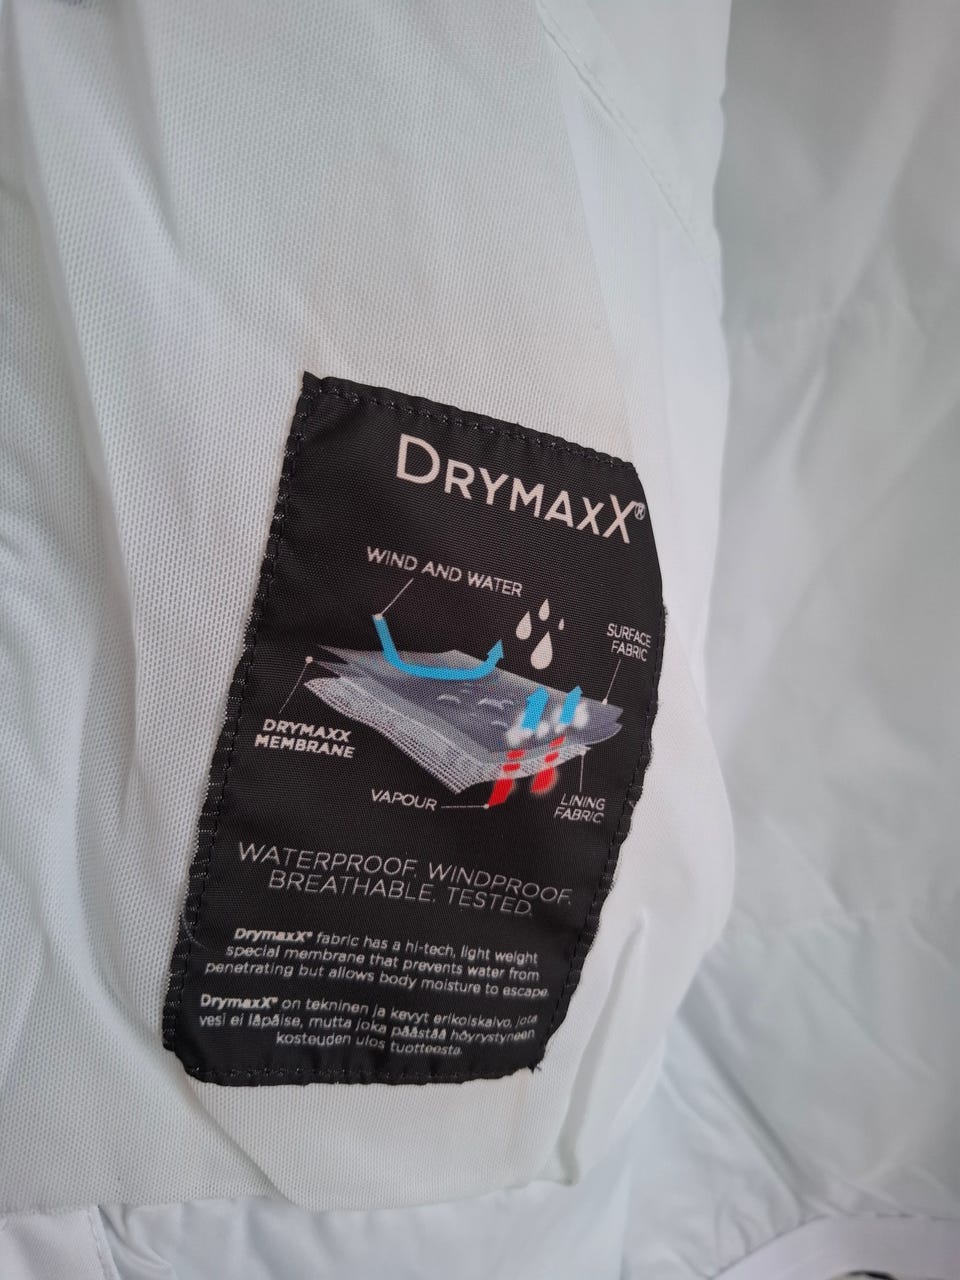 DRYMAXX®
WIND AND WATER
SURFACE
FABRIC
DRYMAXX
MEMBRANE
VAPOUR
LINING
FABRIC
WATERPROOF. WINDPROOF.
BREATHABLE. TESTED.
DrymaxX® fabric has a hi-tech, light weight
special membrane that prevents water from
penetrating but allows body moisture to escape.
DrymaxX® on tekninen ja kevyt erikoiskalvo, jota
vesi ei läpäise, mutta joka päästää höyrystyneen
kosteuden ulos tuotteesta.